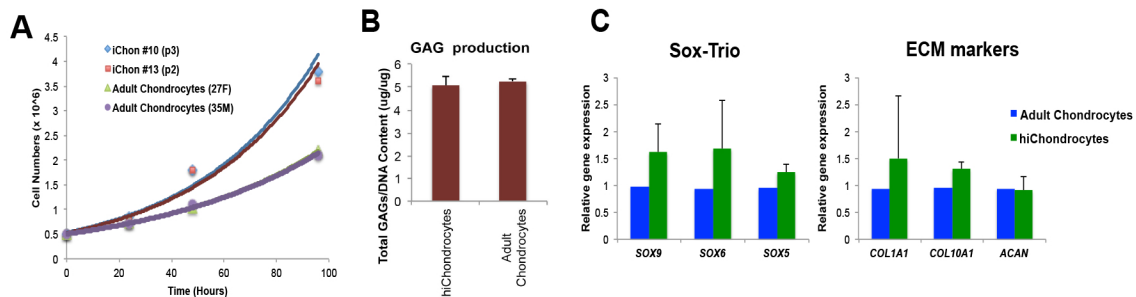 A
4.5
4
3.5
3
2.5
2
1.5
1
0.5
0
20
40
60
80
100
Cell Numbers (x 10^6)
Time (Hours)
iChon #10 (p3)
iChon #13 (p2)
Adult Chondrocytes (27F)
Adult Chondrocytes (35M)
B
GAG production
Total GAGs/DNA Content (ug/ug)
6
5
4
3
2
1
0
hiChondrocytes
Adult
Chondrocytes
C
Sox-Trio
Relative gene expression
3
2.5
2
1.5
1
0.5
0
SOX9
SOX6
SOX5
ECM markers
Relative gene expression
3
2.5
2
1.5
1
0.5
0
COL1A1
COL10A1
ACAN
Adult Chondrocytes
hiChondrocytes